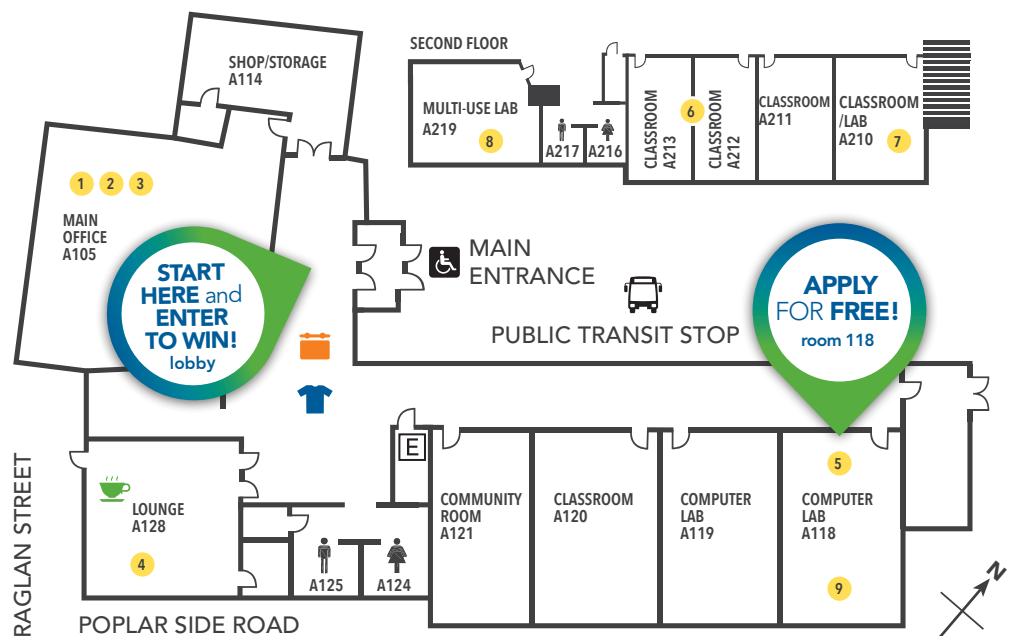 SHOP/STORAGE
A114
SECOND FLOOR
MULTI-USE LAB
A219
8
A217
A216
CLASSROOM
A213
6
CLASSROOM
A212
CLASSROOM
A211
CLASSROOM
/LAB
A210
7
1 2 3
MAIN
OFFICE
A105
START
HERE and
ENTER
TO WIN!
lobby
MAIN
ENTRANCE
PUBLIC TRANSIT STOP
APPLY
FOR FREE!
room 118
E
LOUNGE
A128
4
A125
A124
COMMUNITY
ROOM
A121
CLASSROOM
A120
COMPUTER
LAB
A119
5
COMPUTER
LAB
A118
9
RAGLAN STREET
POPLAR SIDE ROAD
N